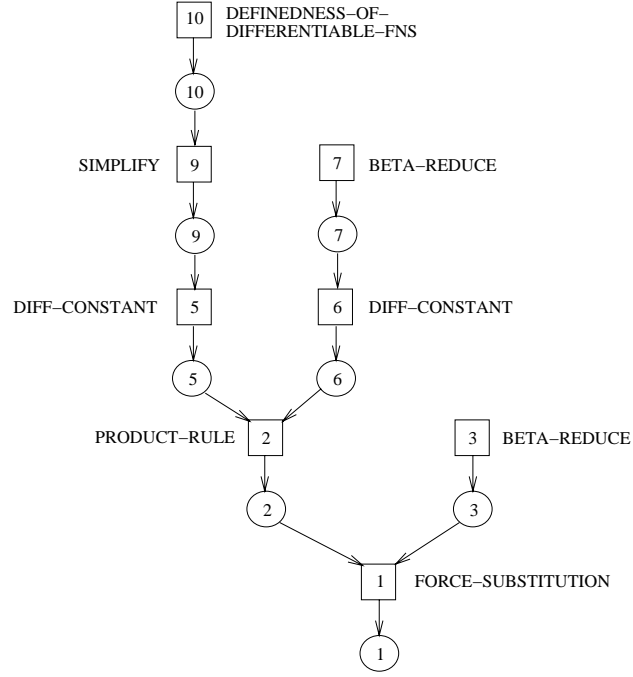 10 DEFINEDNESS−OF−
DIFFERENTIABLE−FNS
10
SIMPLIFY 9 7 BETA−REDUCE
9 7
DIFF−CONSTANT 5 6 DIFF−CONSTANT
5 6
PRODUCT−RULE 2 3 BETA−REDUCE
2 3
1 FORCE−SUBSTITUTION
1